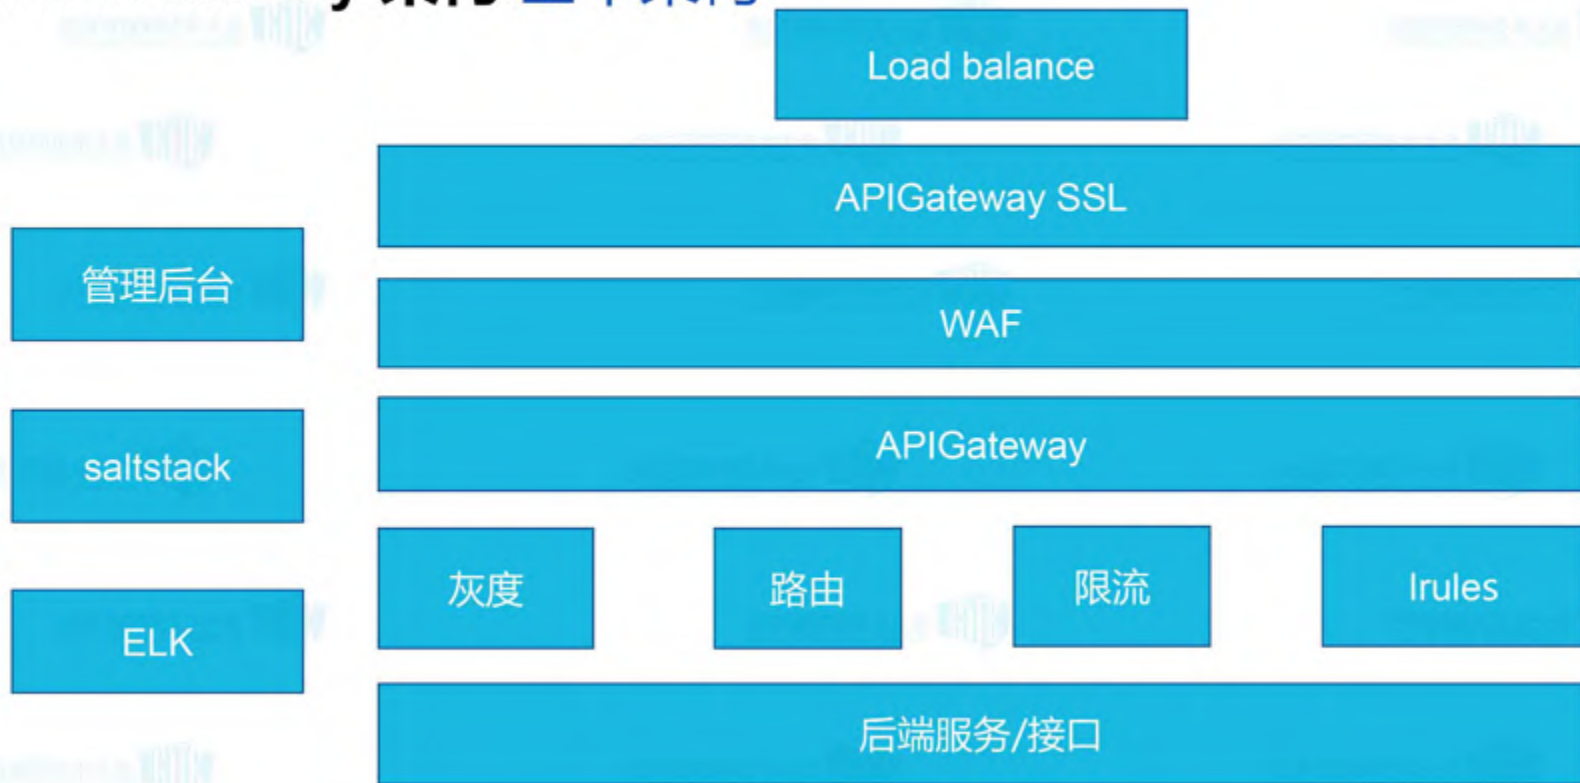 Load balance
APIGateway SSL
管理后台
WAF
saltstack
APIGateway
灰度
路由
限流
Irules
ELK
后端服务/接口